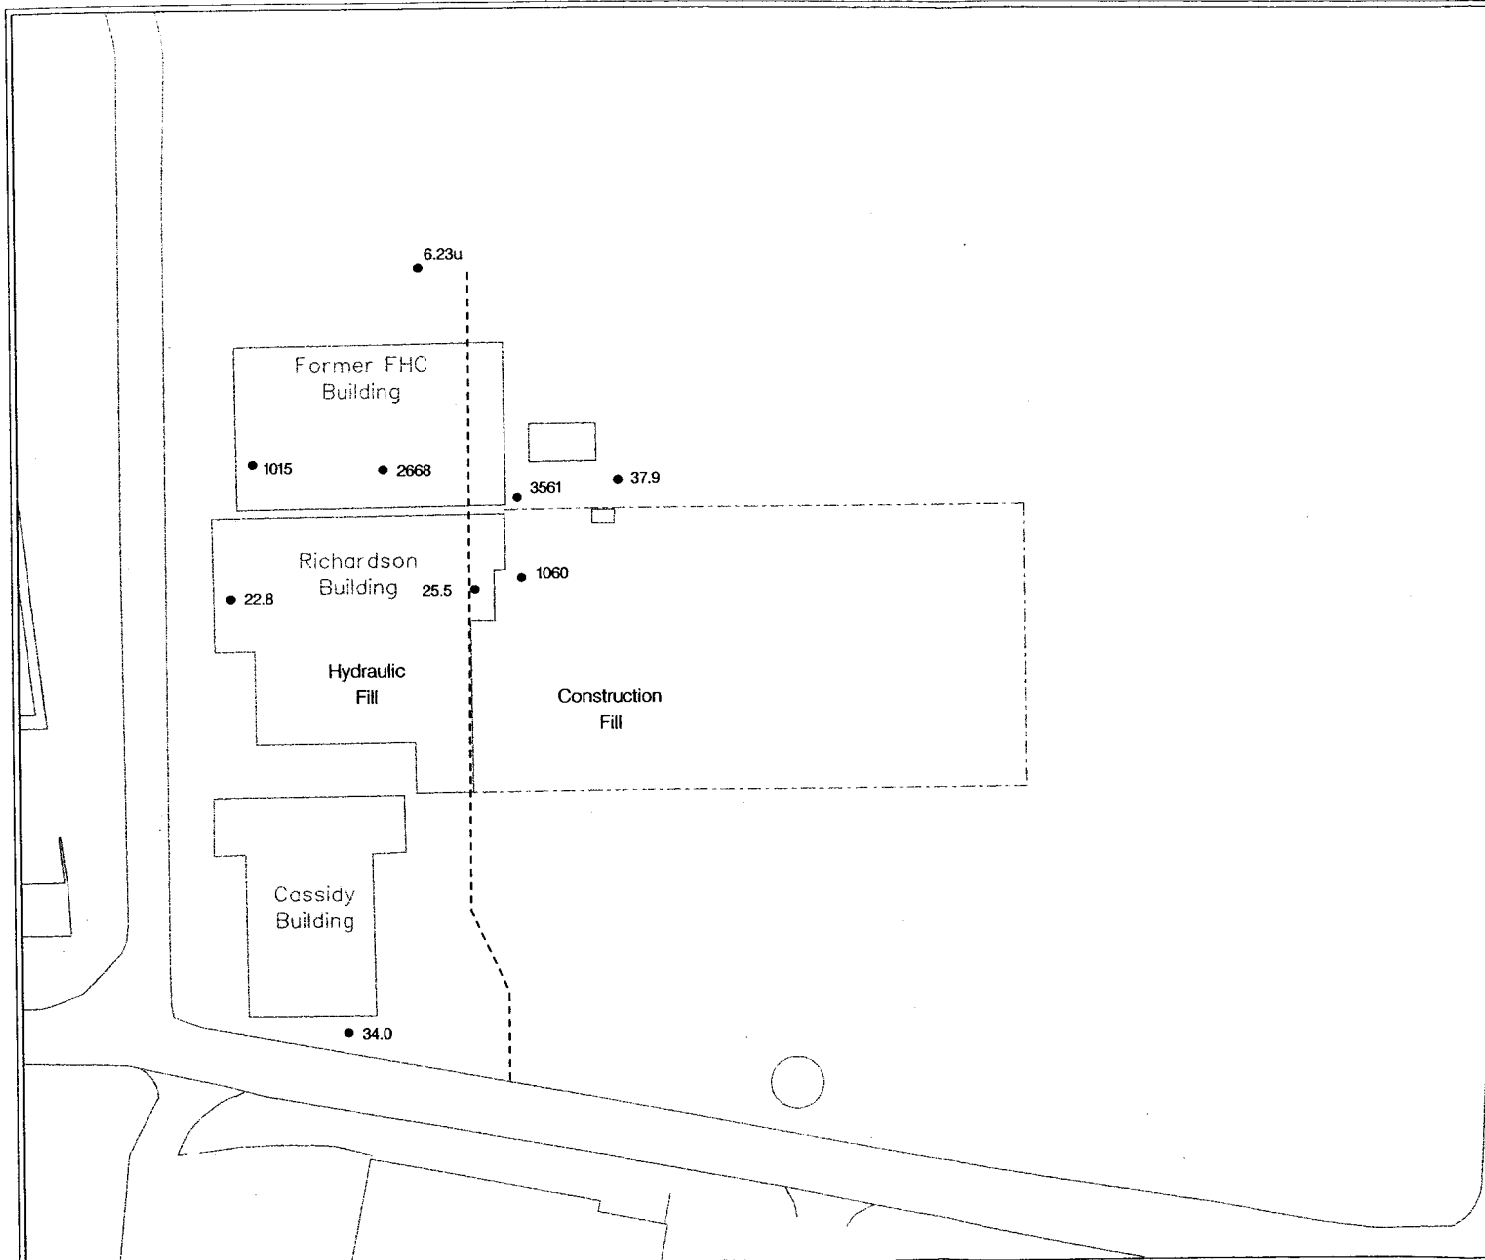 6.23u
Former FHC
Building
1015
2668
3561
37.9
Richardson
Building
22.8
25.5
1060
Hydraulic
Fill
Construction
Fill
Cassidy
Building
34.0